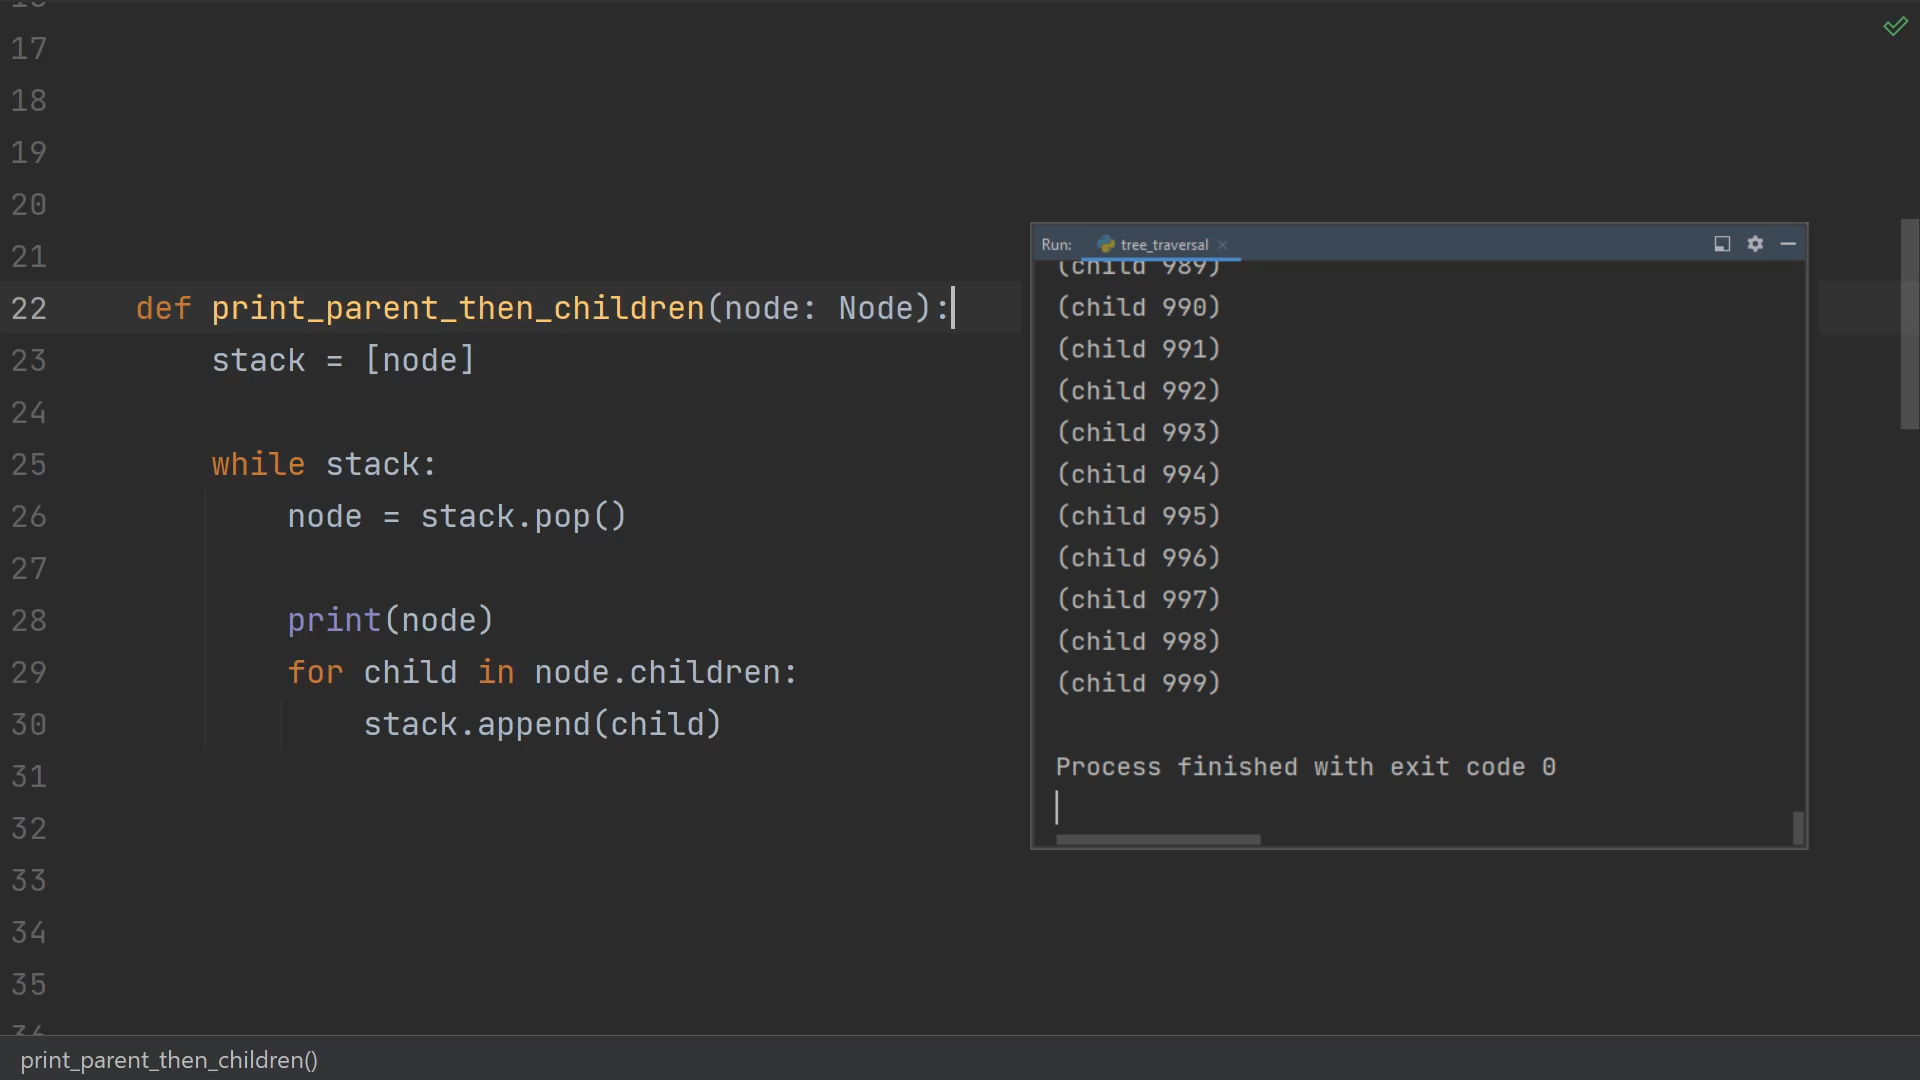 17
18
19
20
21
22 def print_parent_then_children(node: Node):
23 stack = [node]
24
25 while stack:
26 node = stack.pop()
27
28 print(node)
29 for child in node.children:
30 stack.append(child)
31
32
33
34
35
Run: tree_traversal
(child 989)
(child 990)
(child 991)
(child 992)
(child 993)
(child 994)
(child 995)
(child 996)
(child 997)
(child 998)
(child 999)
Process finished with exit code 0
print_parent_then_children()